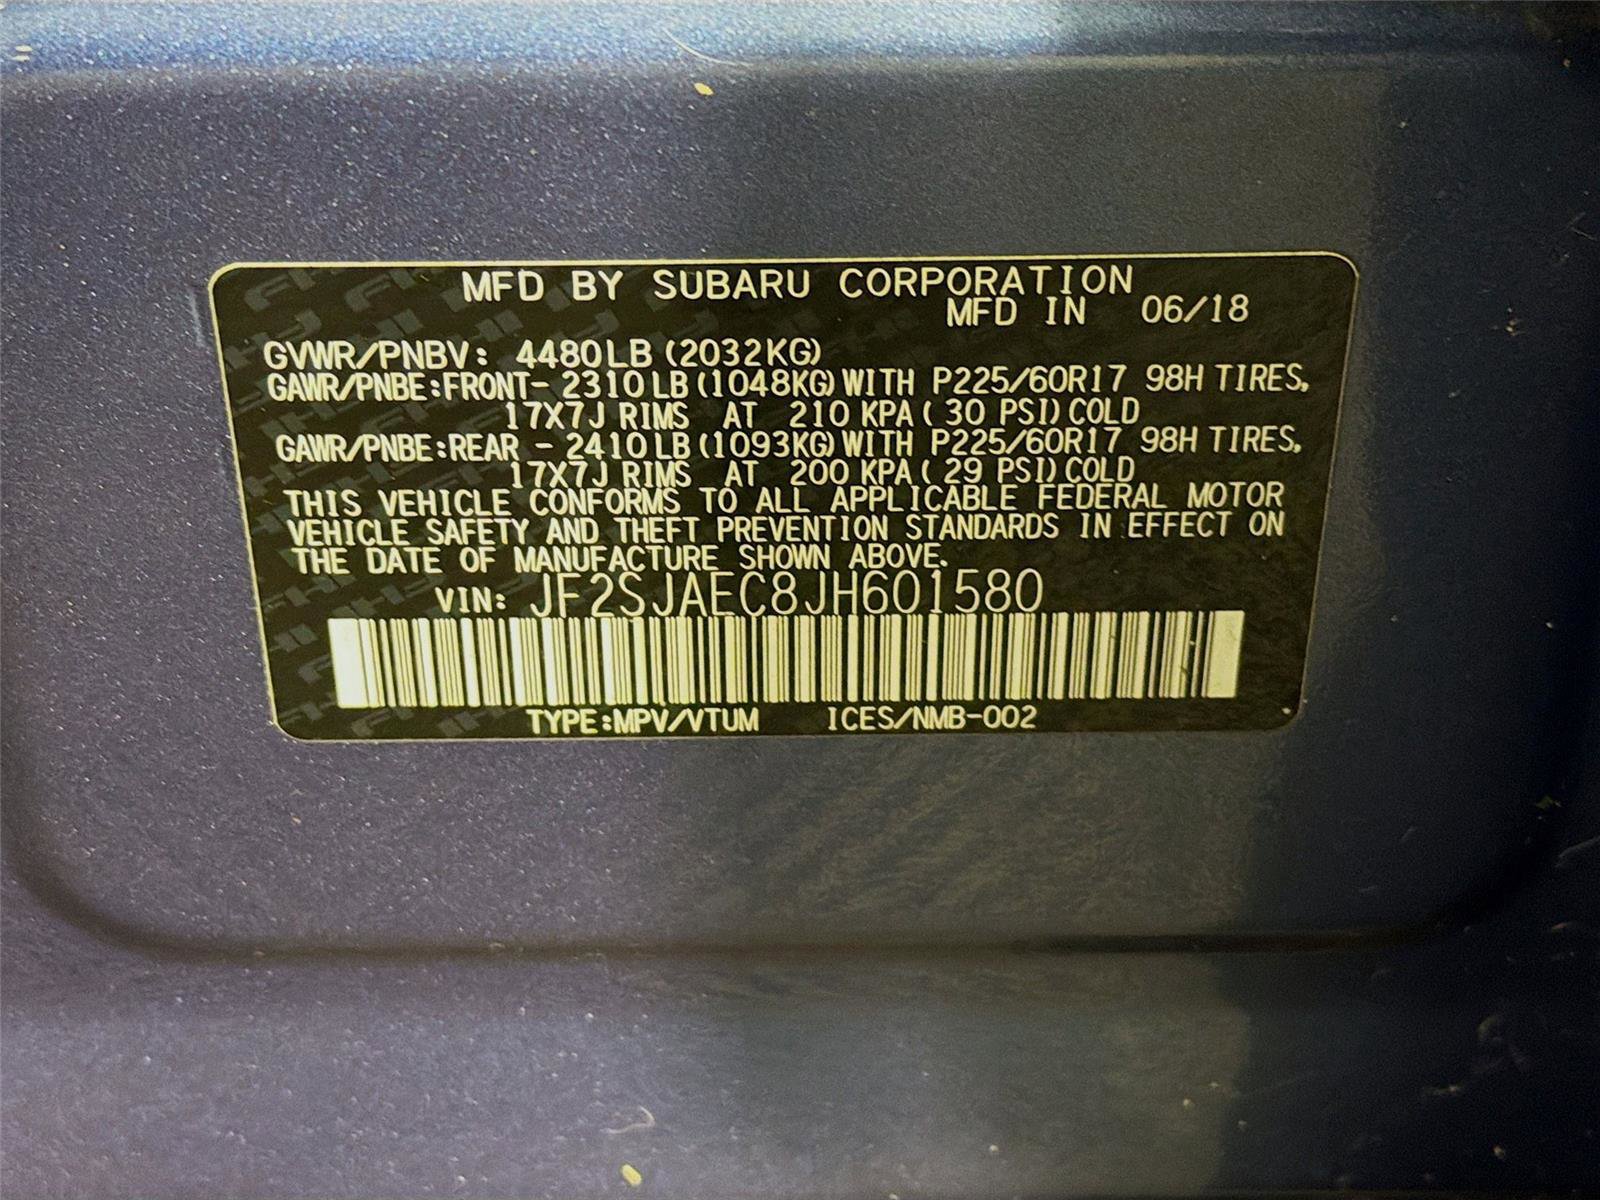 MFD BY SUBARU CORPORATION
MFD IN 06/18
GVWR/PNBV: 4480LB (2032KG)
GAWR/PNBE:FRONT- 2310LB(1048KG)WITH P225/60R17 98H TIRES,
17X7J RIMS AT 210 KPA( 30 PSI)COLD
GAWR/PNBE:REAR - 2410LB(1093KG)WITH P225/60R17 98H TIRES,
17X7J RIMS AT 200 KPA( 29 PSI)COLD
THIS VEHICLE CONFORMS TO ALL APPLICABLE FEDERAL MOTOR
VEHICLE SAFETY AND THEFT PREVENTION STANDARDS IN EFFECT ON
THE DATE OF MANUFACTURE SHOWN ABOVE.
VIN: JF2SJAEC8JH601580
TYPE:MPV/VTUM ICES/NMB-002